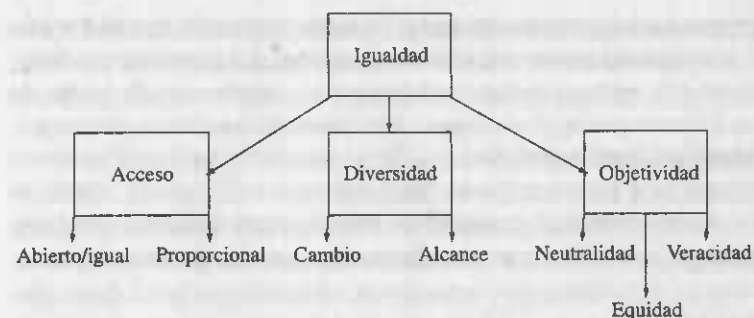 Igualdad
Acceso
Diversidad
Objetividad
Abierto/igual
Proporcional
Cambio
Alcance
Neutralidad
Veracidad
Equidad